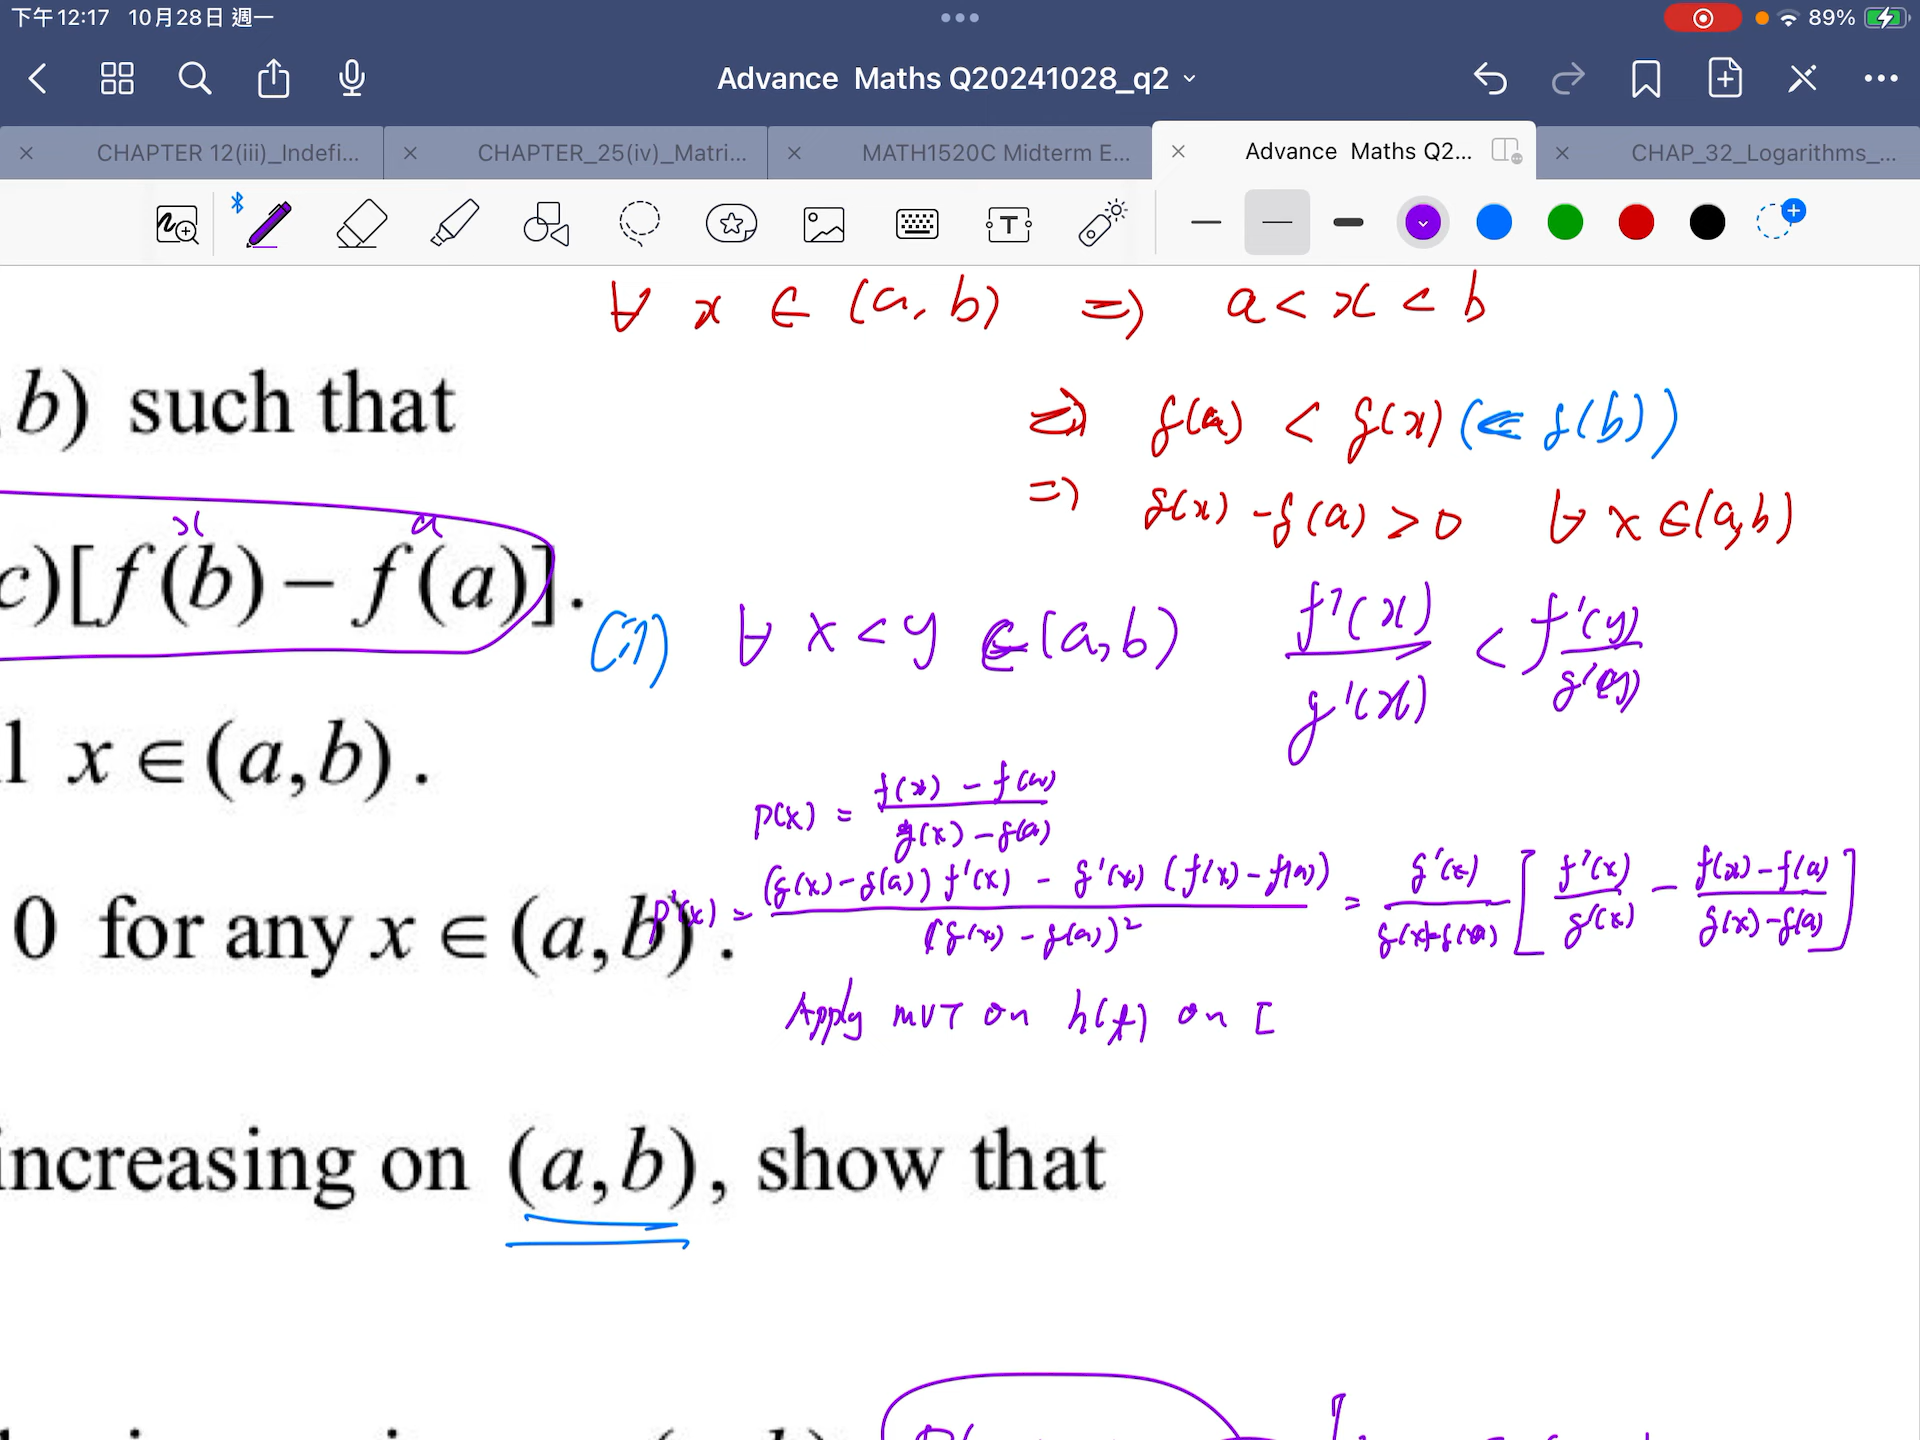 下午12:17 10月28日 週一
89%
Advance Maths Q20241028_q2
CHAPTER 12(iii)_Indefi...
CHAPTER_25(iv)_Matri...
MATH1520C Midterm E...
Advance Maths Q2...
CHAP_32_Logarithms_...
∀ x ∈ (a, b) ⇒ a < x < b
b) such that
⇒ g(a) < g(x) (< g(b))
⇒ g(x) - g(a) > 0 ∀ x ∈ (a,b)
x a
c)[f(b) − f(a)].
(ii) ∀ x < y ∈ (a,b) f'(x)/g'(x) < f'(y)/g'(y)
l x ∈ (a,b).
P(x) = (f(x) - f(a))/(g(x) - g(a))
0 for any x ∈ (a,b).
P'(x) = ((g(x) - g(a)) f'(x) - g'(x) (f(x) - f(a)))/(g(x) - g(a))² = g'(x)/(g(x) - g(a)) [f'(x)/g'(x) - (f(x) - f(a))/(g(x) - g(a))]
Apply MVT on h(x) on [
increasing on (a,b), show that